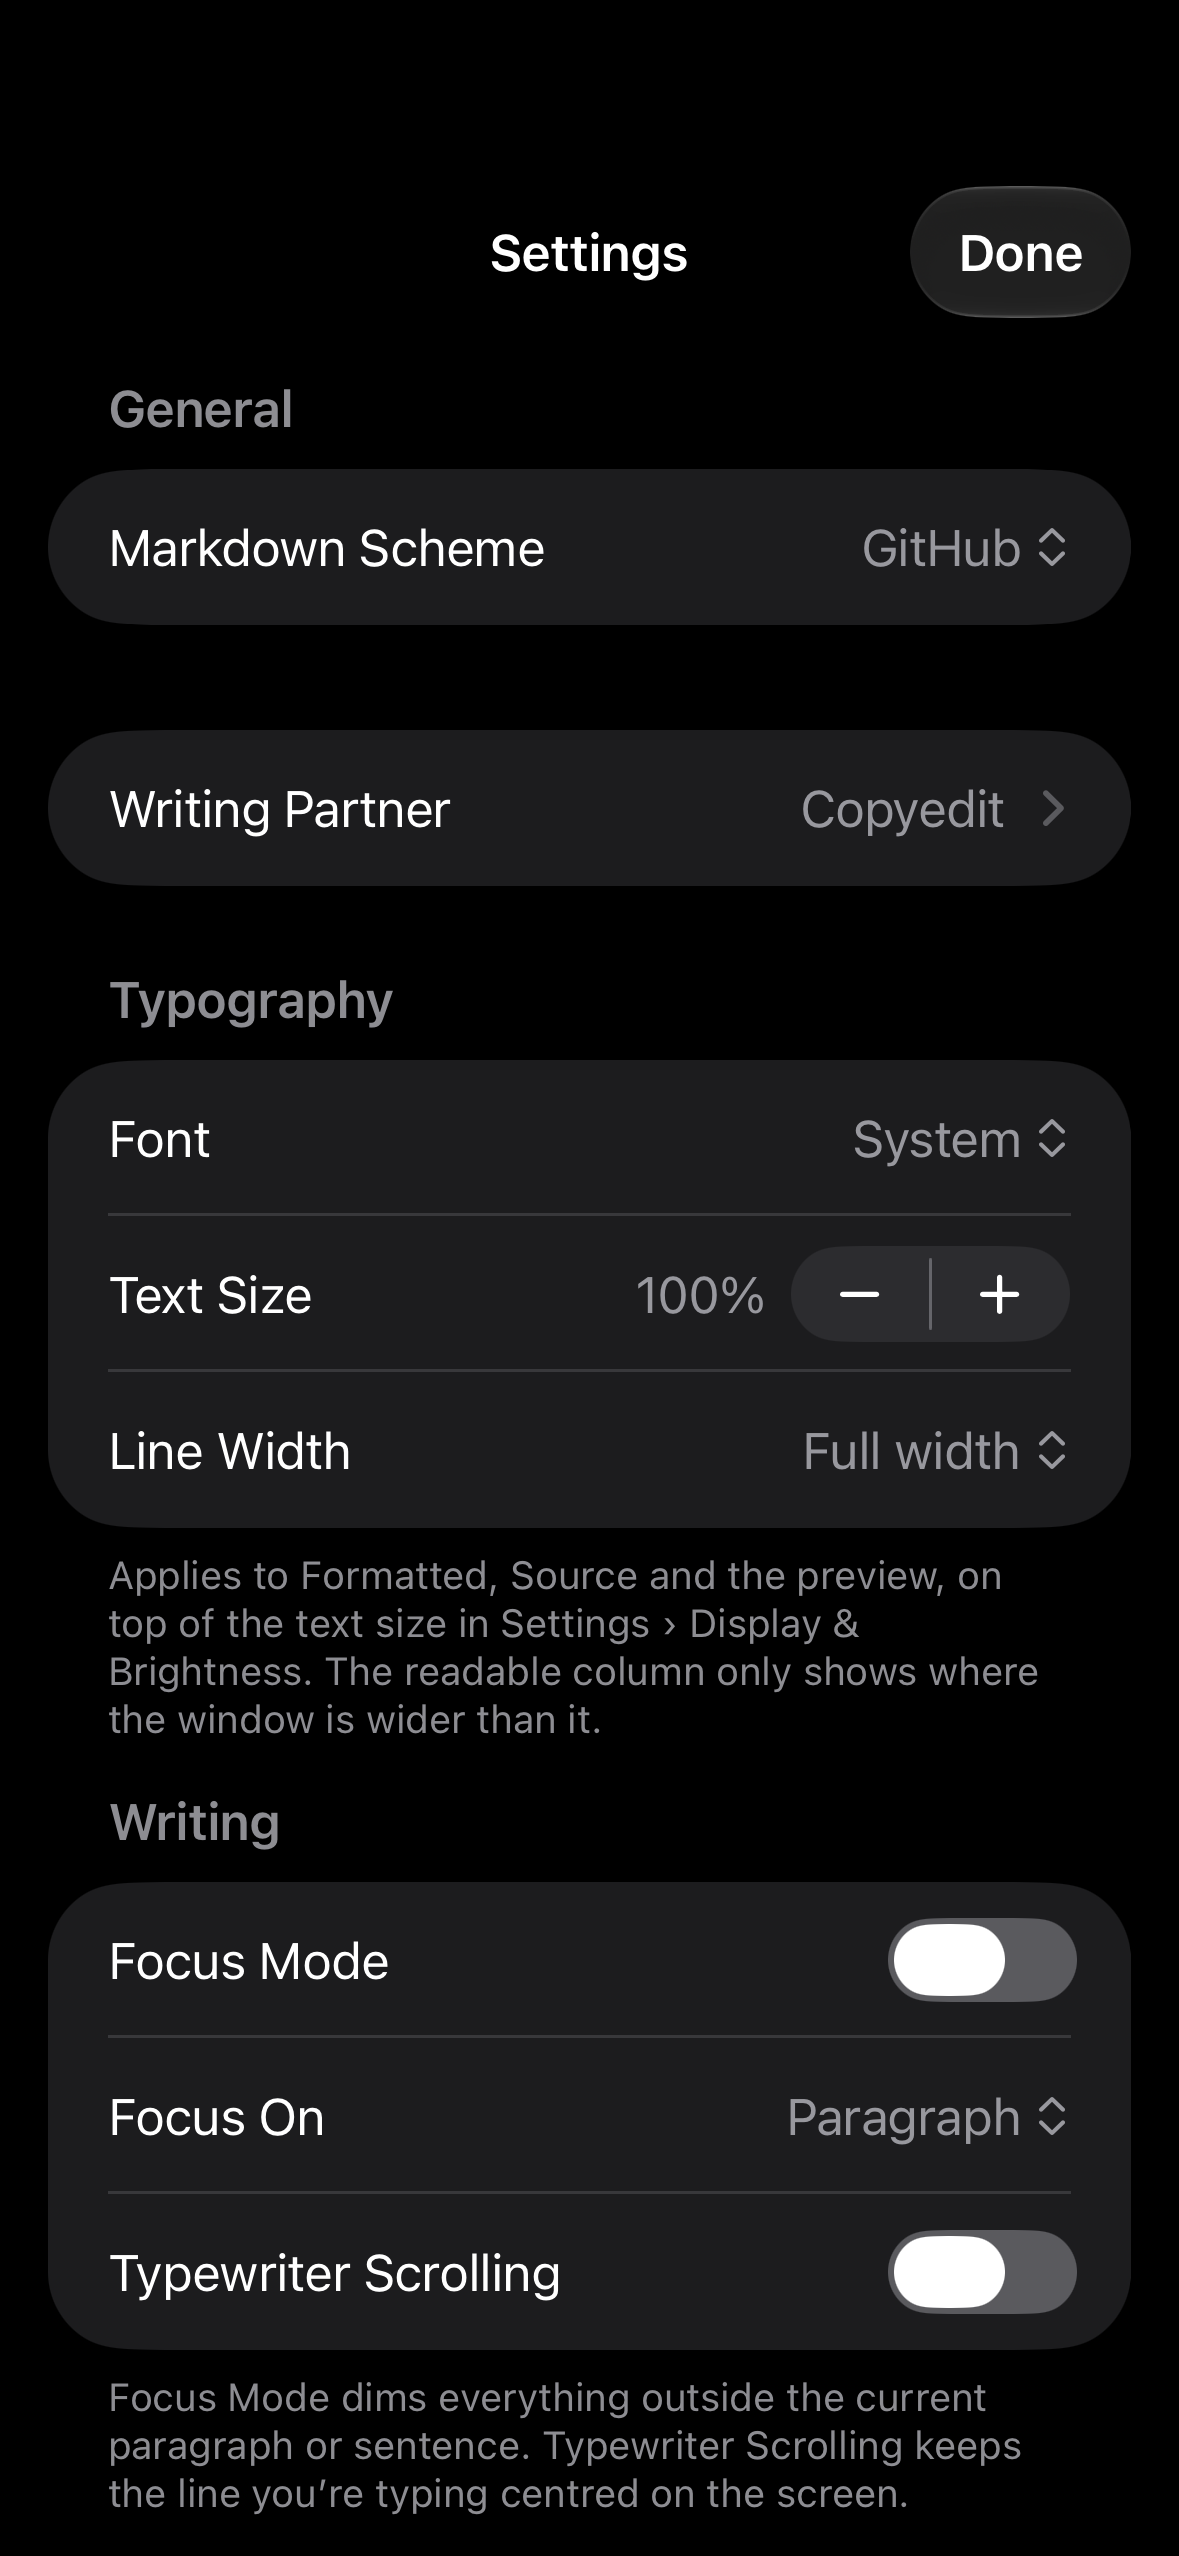 Settings
Done
General
Markdown Scheme
GitHub
Writing Partner
Copyedit
Typography
Font
System
Text Size
100%
Line Width
Full width
Applies to Formatted, Source and the preview, on
top of the text size in Settings › Display &
Brightness. The readable column only shows where
the window is wider than it.
Writing
Focus Mode
Focus On
Paragraph
Typewriter Scrolling
Focus Mode dims everything outside the current
paragraph or sentence. Typewriter Scrolling keeps
the line you’re typing centred on the screen.